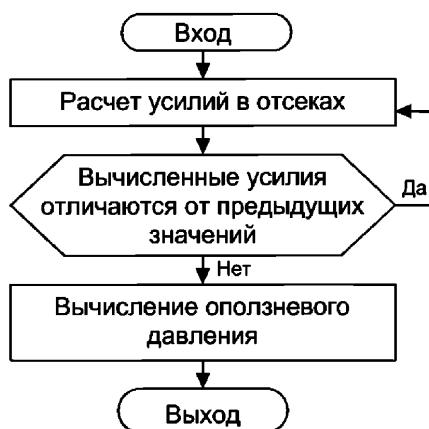 Вход
Расчет усилий в отсеках
Вычисленные усилия
отличаются от предыдущих
значений
Да
Нет
Вычисление оползневого
давления
Выход